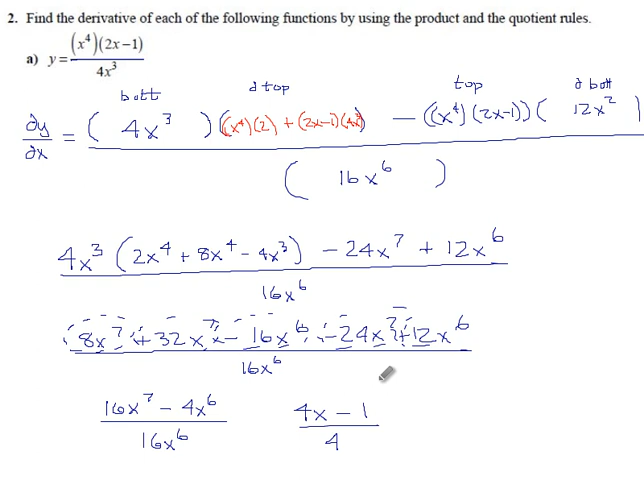 2. Find the derivative of each of the following functions by using the product and the quotient rules.
a) y = (x⁴)(2x−1) / 4x³
bott d top top d bott
dy/dx = ( 4x³ )((x⁴)(2) + (2x−1)(4x³) − ((x⁴)(2x−1))( 12x² ) / ( 16x⁶ )
4x³ (2x⁴ + 8x⁴ − 4x³) − 24x⁷ + 12x⁶ / 16x⁶
8x⁷ + 32x⁷ − 16x⁶ − 24x⁷ + 12x⁶ / 16x⁶
16x⁷ − 4x⁶ / 16x⁶ 4x − 1 / 4